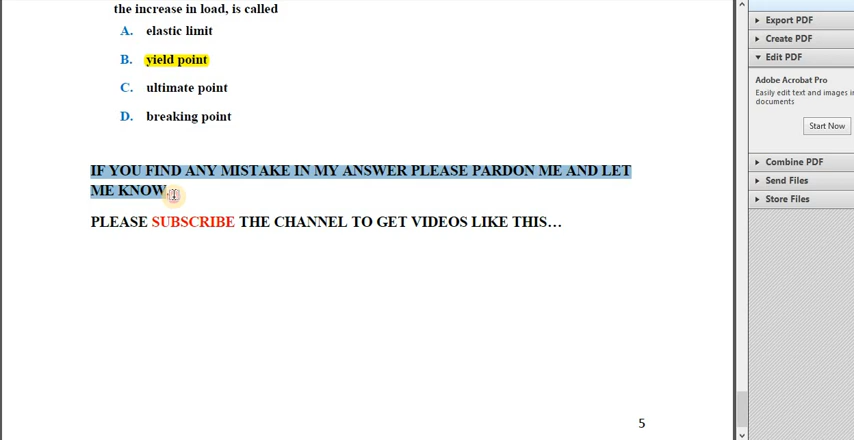 the increase in load, is called
A. elastic limit
B. yield point
C. ultimate point
D. breaking point
IF YOU FIND ANY MISTAKE IN MY ANSWER PLEASE PARDON ME AND LET
ME KNOW
PLEASE SUBSCRIBE THE CHANNEL TO GET VIDEOS LIKE THIS...
5
Export PDF
Create PDF
Edit PDF
Adobe Acrobat Pro
Easily edit text and images in
documents
Start Now
Combine PDF
Send Files
Store Files